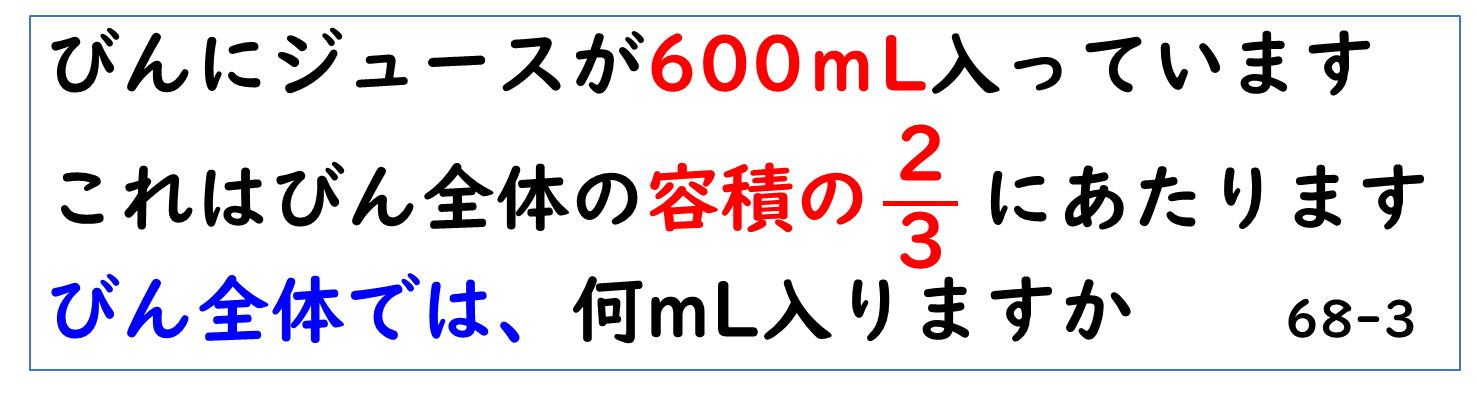 びんにジュースが600mL入っています
これはびん全体の容積の2/3にあたります
びん全体では、何mL入りますか 68-3